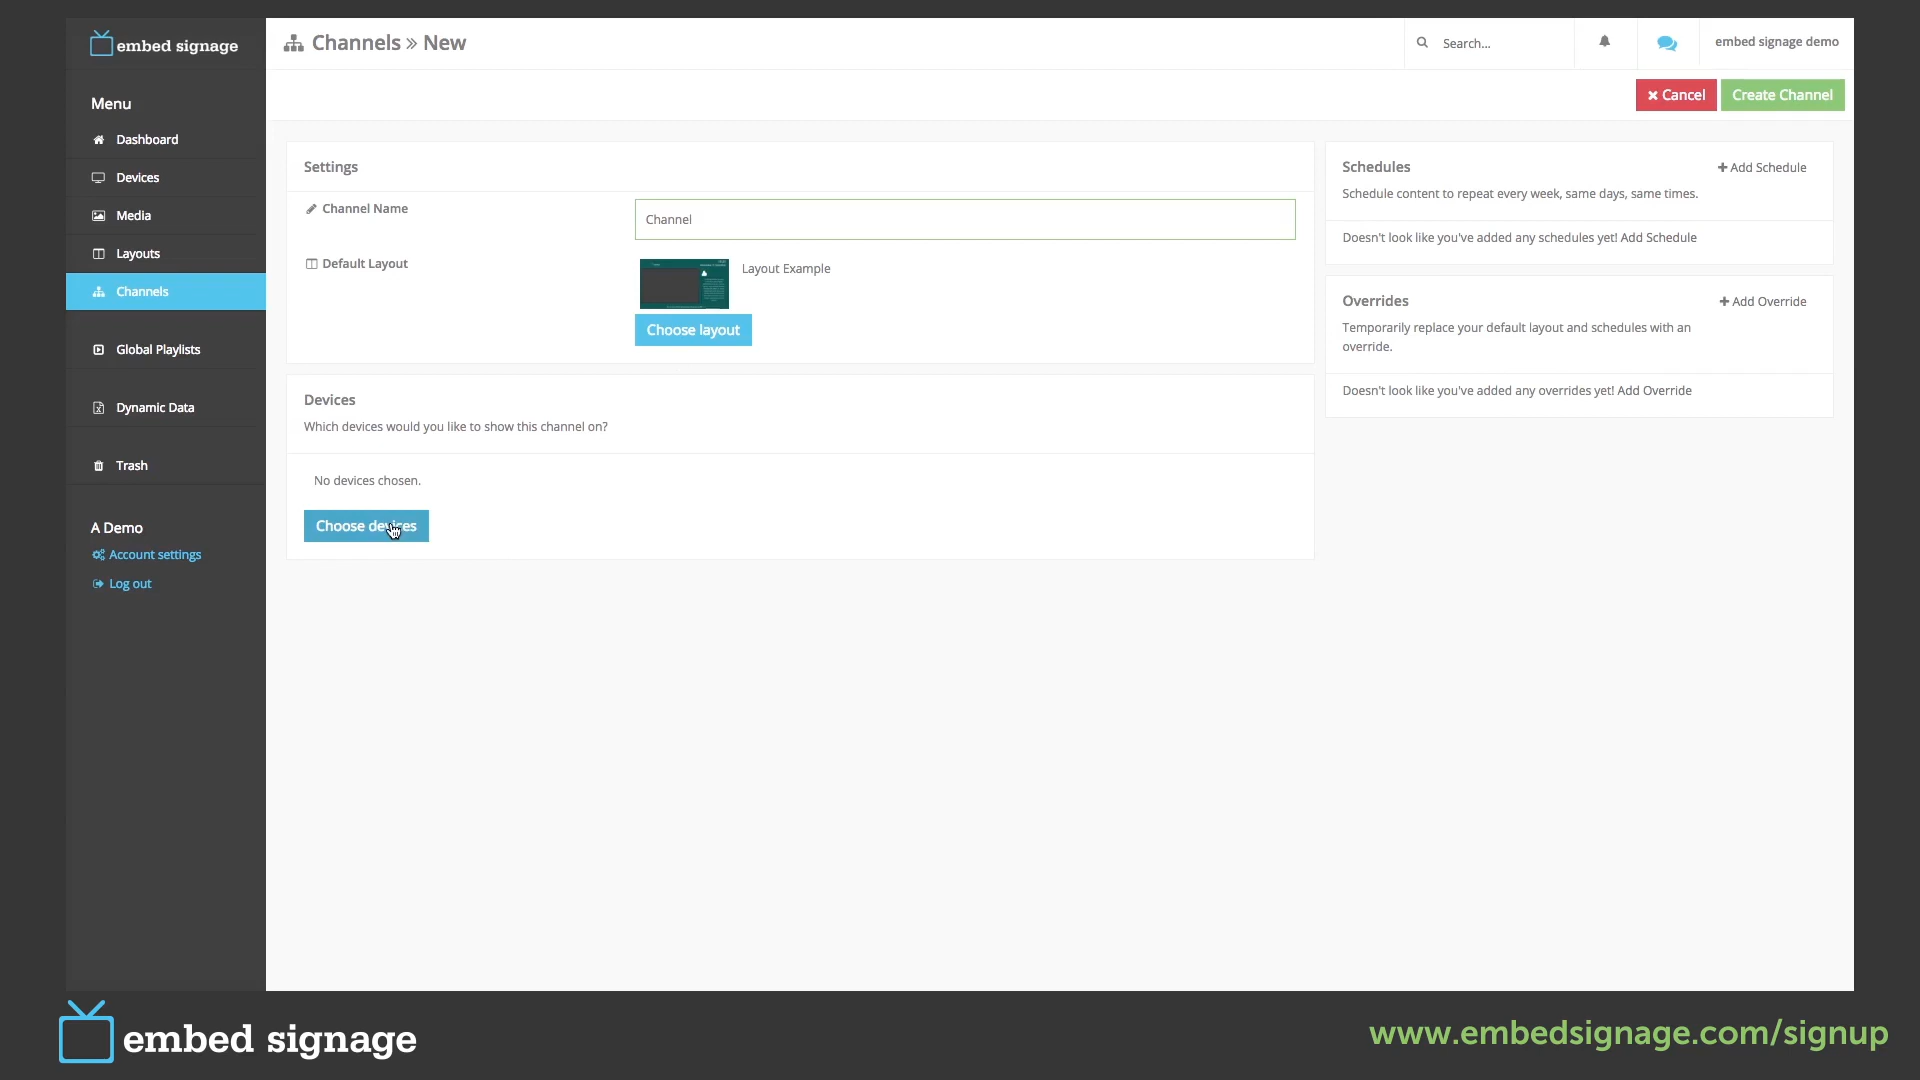 embed signage
Channels » New
Search...
embed signage demo
Cancel
Create Channel
Menu
Dashboard
Devices
Media
Layouts
Channels
Global Playlists
Dynamic Data
Trash
A Demo
Account settings
Log out
Settings
Channel Name
Channel
Default Layout
Layout Example
Choose layout
Devices
Which devices would you like to show this channel on?
No devices chosen.
Choose devices
Schedules
Add Schedule
Schedule content to repeat every week, same days, same times.
Doesn't look like you've added any schedules yet! Add Schedule
Overrides
Add Override
Temporarily replace your default layout and schedules with an
override.
Doesn't look like you've added any overrides yet! Add Override
embed signage
www.embedsignage.com/signup